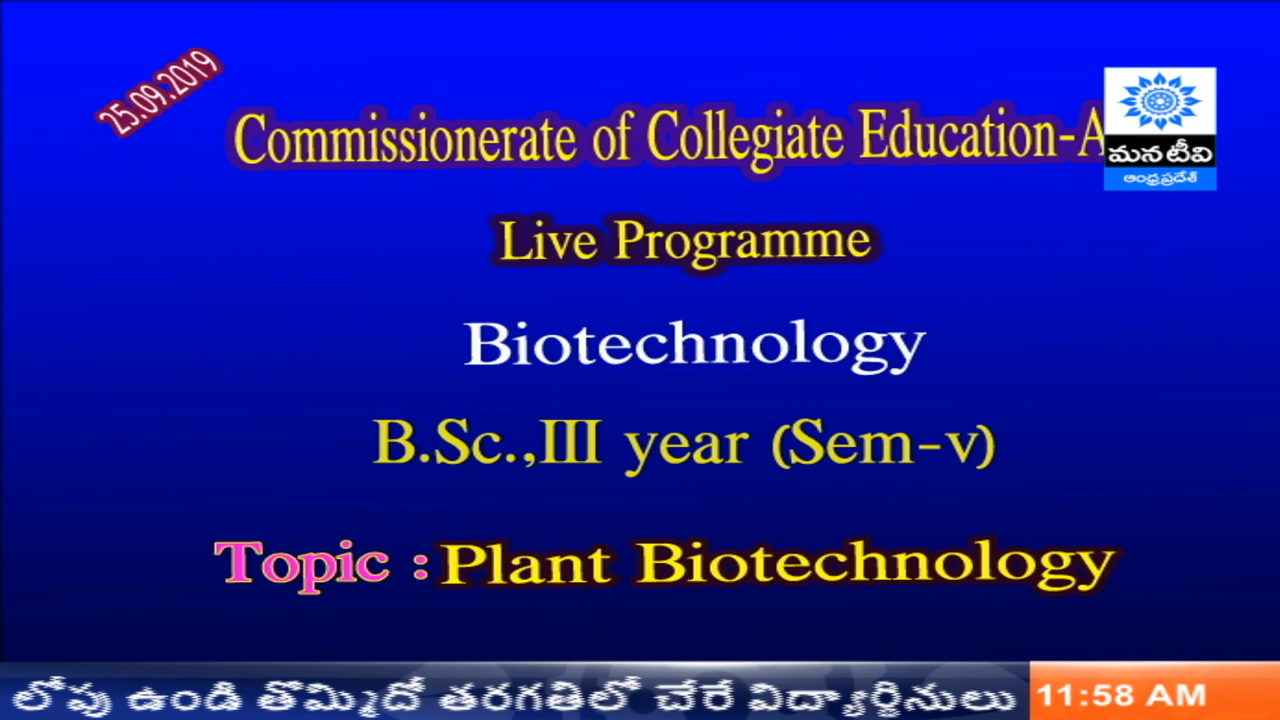 25.09.2019
Commissionerate of Collegiate Education-A
మన టీవి
ఆంధ్రప్రదేశ్
Live Programme
Biotechnology
B.Sc.,III year (Sem-v)
Topic : Plant Biotechnology
లోపు ఉండి తొమ్మిదో తరగతిలో చేరే విద్యార్థినులు
11:58 AM